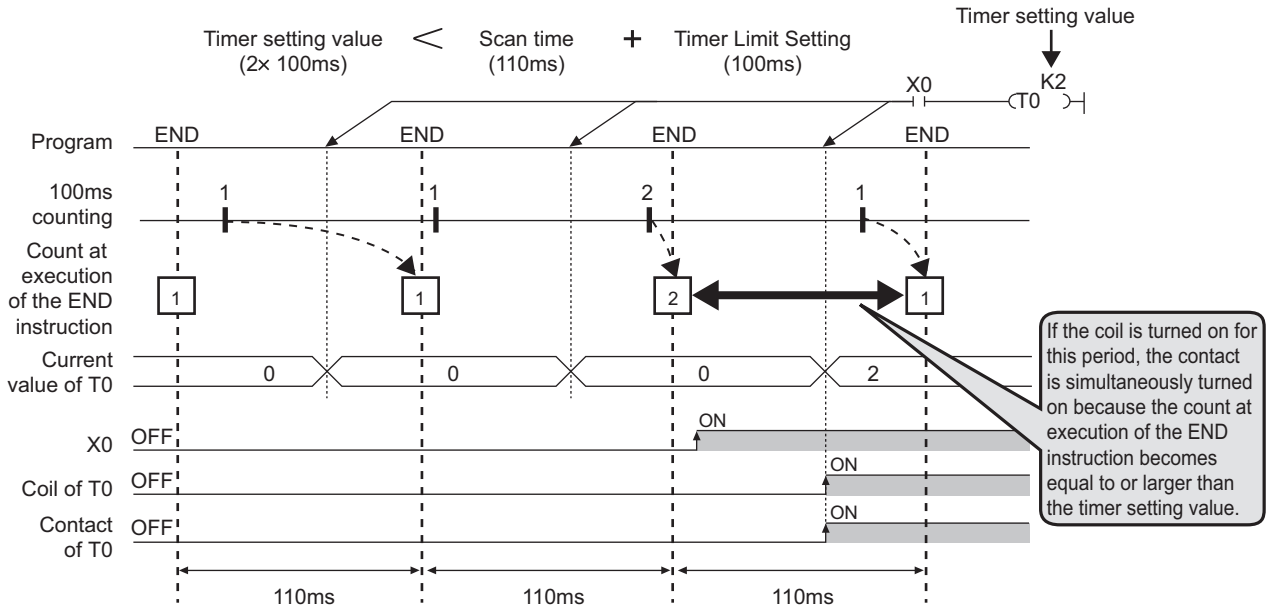 Timer setting value
Timer setting value < Scan time + Timer Limit Setting
(2× 100ms) (110ms) (100ms)
X0 K2
T0
Program END END END END
100ms
counting
1 1 2 1
Count at
execution
of the END
instruction
1 1 2 1
Current
value of T0
0 0 0 2
X0 OFF ON
Coil of T0 OFF ON
Contact
of T0
OFF ON
110ms 110ms 110ms
If the coil is turned on for
this period, the contact
is simultaneously turned
on because the count at
execution of the END
instruction becomes
equal to or larger than
the timer setting value.